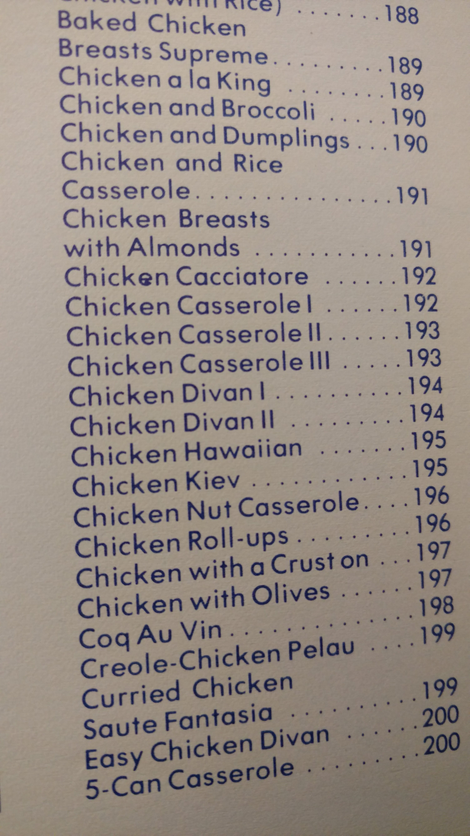 Chicken with Rice) . . . . . . . 188
Baked Chicken
Breasts Supreme . . . . . . . . . 189
Chicken a la King . . . . . . . . 189
Chicken and Broccoli . . . . . 190
Chicken and Dumplings . . . 190
Chicken and Rice
Casserole . . . . . . . . . . . . . . . 191
Chicken Breasts
with Almonds . . . . . . . . . . . 191
Chicken Cacciatore . . . . . . 192
Chicken Casserole I . . . . . . 192
Chicken Casserole II . . . . . . 193
Chicken Casserole III . . . . . 193
Chicken Divan I . . . . . . . . . . 194
Chicken Divan II . . . . . . . . . 194
Chicken Hawaiian . . . . . . . 195
Chicken Kiev . . . . . . . . . . . . 195
Chicken Nut Casserole . . . . 196
Chicken Roll-ups . . . . . . . . . 196
Chicken with a Crust on . . . 197
Chicken with Olives . . . . . . 197
Coq Au Vin . . . . . . . . . . . . . 198
Creole-Chicken Pelau . . . . 199
Curried Chicken
Saute Fantasia . . . . . . . . . . 199
Easy Chicken Divan . . . . . . 200
5-Can Casserole . . . . . . . . . 200